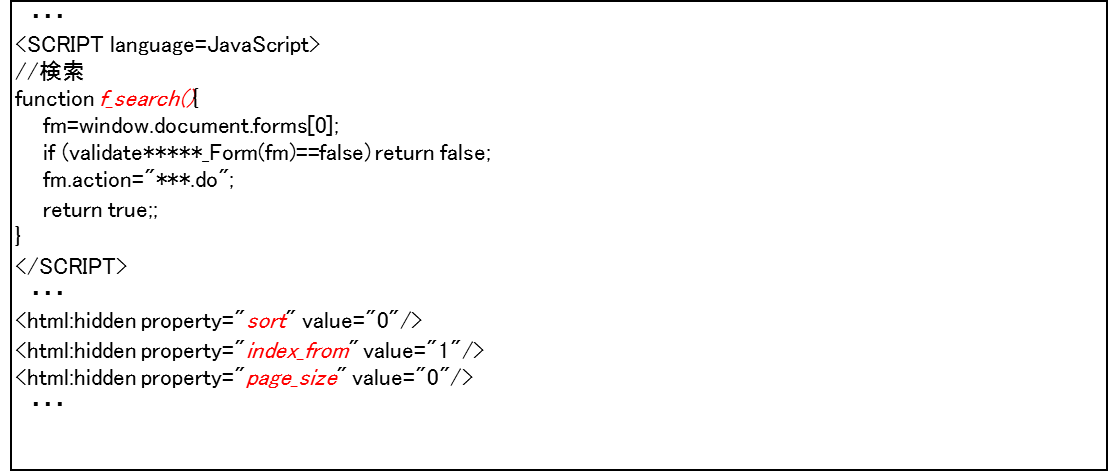 ・・・
<SCRIPT language=JavaScript>
//検索
function f_search(){
fm=window.document.forms[0];
if (validate*****_Form(fm)==false) return false;
fm.action="***.do";
return true;;
}
</SCRIPT>
・・・
<html:hidden property="sort" value="0"/>
<html:hidden property="index_from" value="1"/>
<html:hidden property="page_size" value="0"/>
・・・